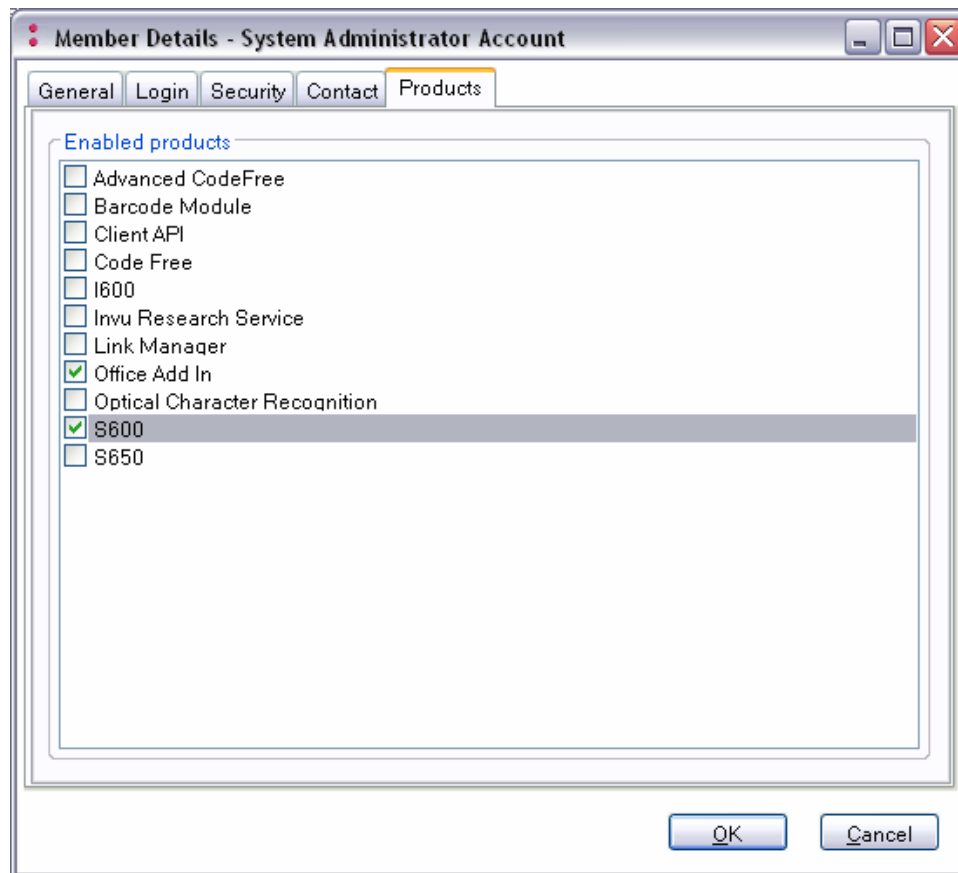 Member Details - System Administrator Account
General Login Security Contact Products
Enabled products
Advanced CodeFree
Barcode Module
Client API
Code Free
I600
Invu Research Service
Link Manager
Office Add In
Optical Character Recognition
S600
S650
OK Cancel